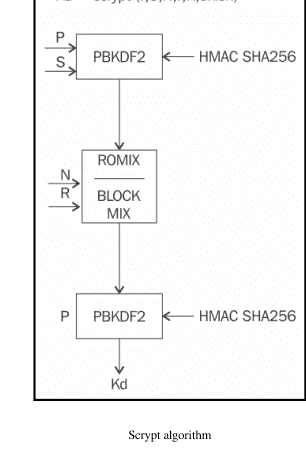 P
S
PBKDF2
HMAC SHA256
ROMIX
N
R
BLOCK
MIX
P
PBKDF2
HMAC SHA256
Kd
Scrypt algorithm